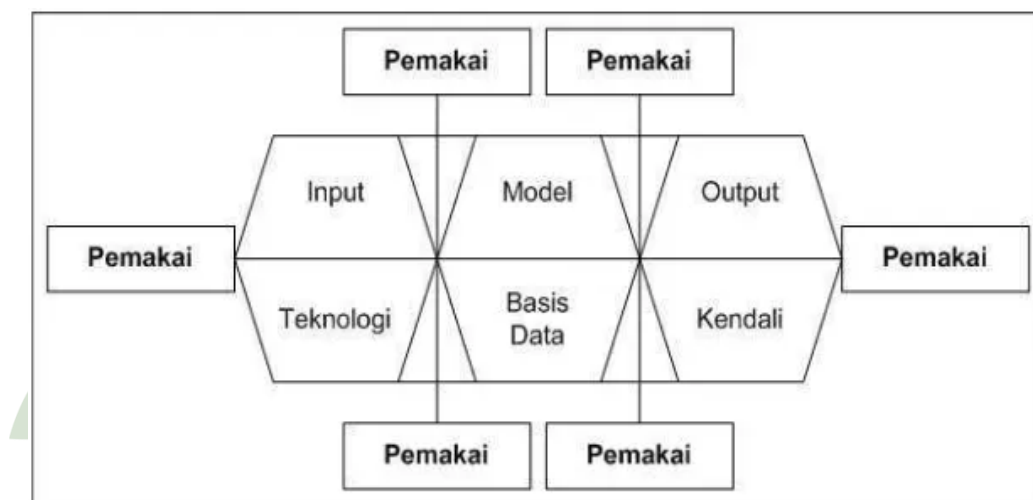 Pemakai Pemakai
Input Model Output
Pemakai Pemakai
Teknologi Basis Data Kendali
Pemakai Pemakai